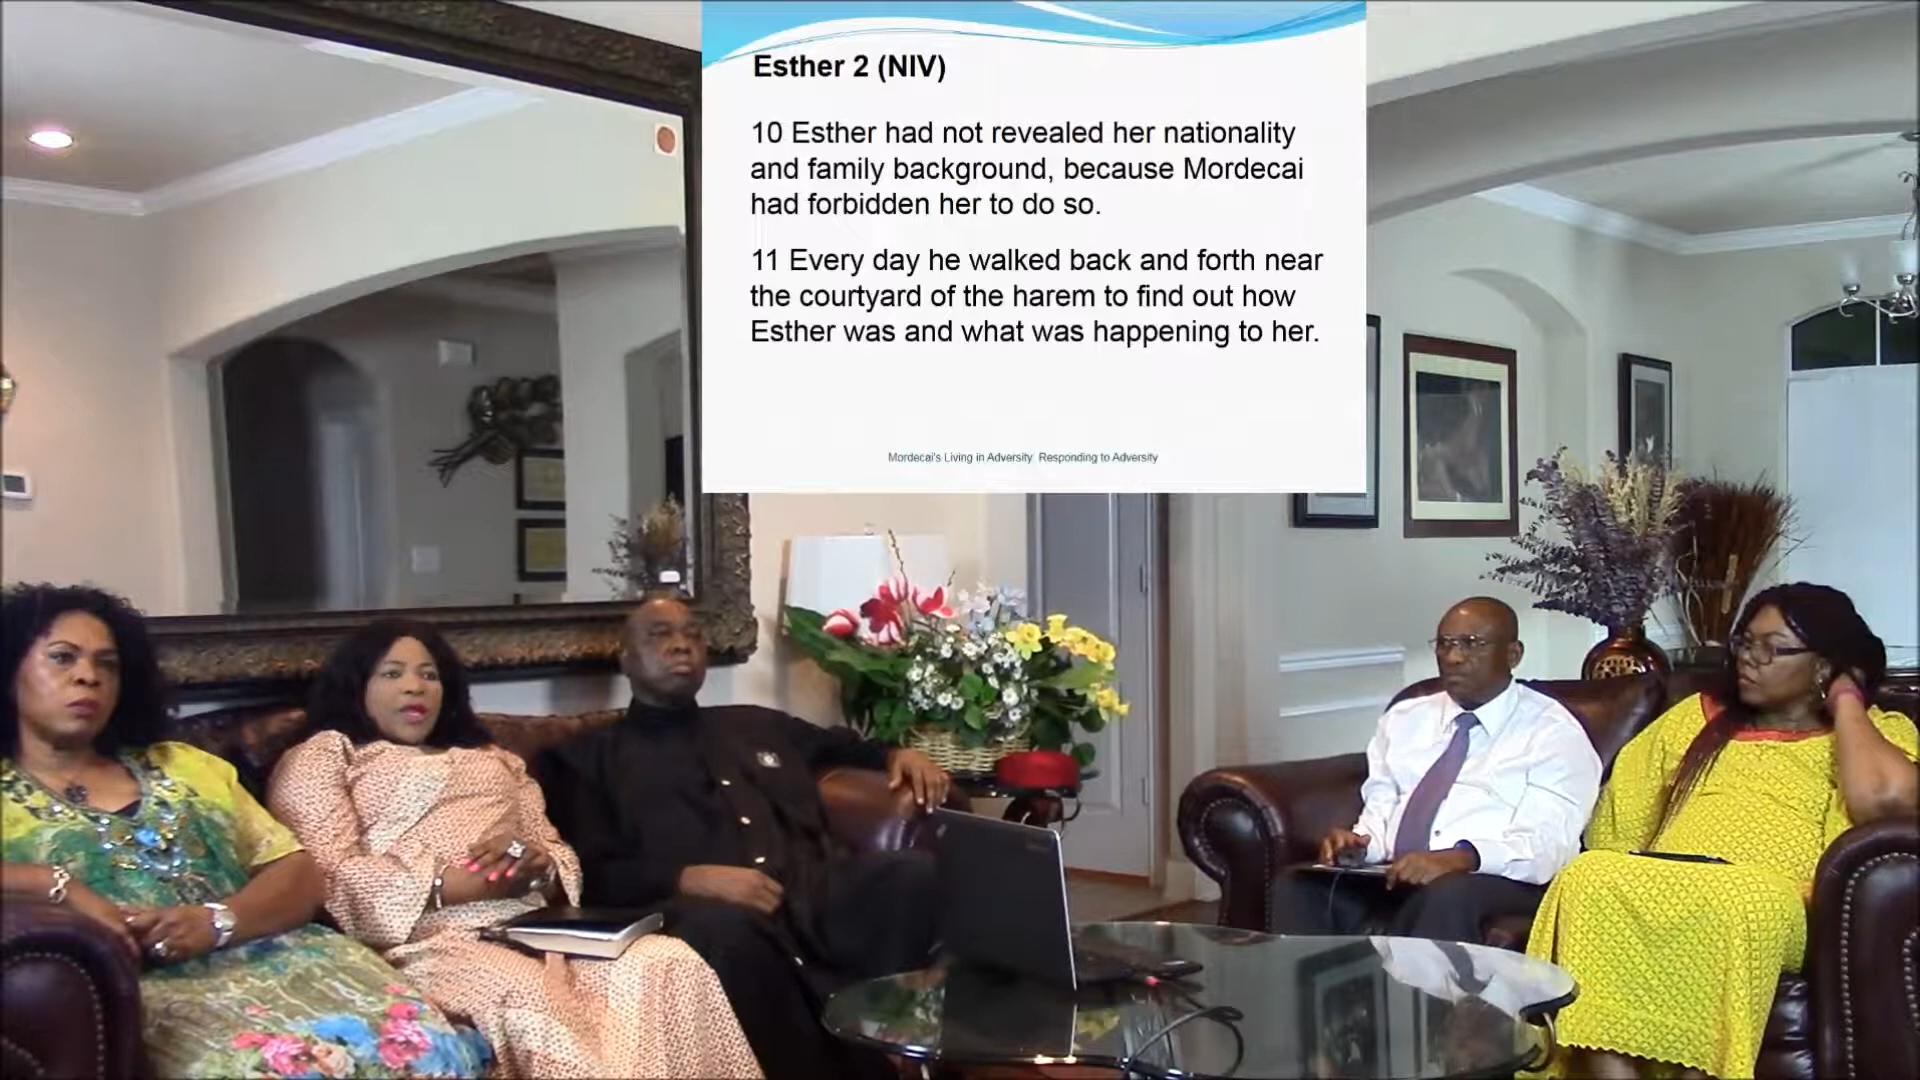 Esther 2 (NIV)
10 Esther had not revealed her nationality
and family background, because Mordecai
had forbidden her to do so.
11 Every day he walked back and forth near
the courtyard of the harem to find out how
Esther was and what was happening to her.
Mordecai's Living in Adversity  Responding to Adversity